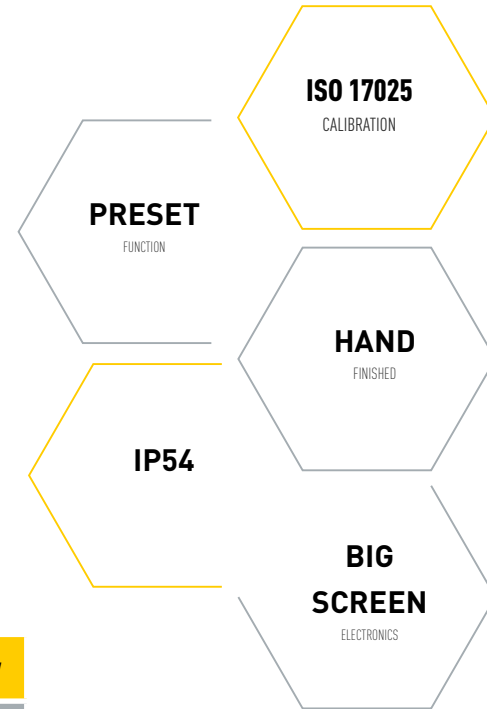 ISO 17025
CALIBRATION
PRESET
FUNCTION
HAND
FINISHED
IP54
BIG
SCREEN
ELECTRONICS